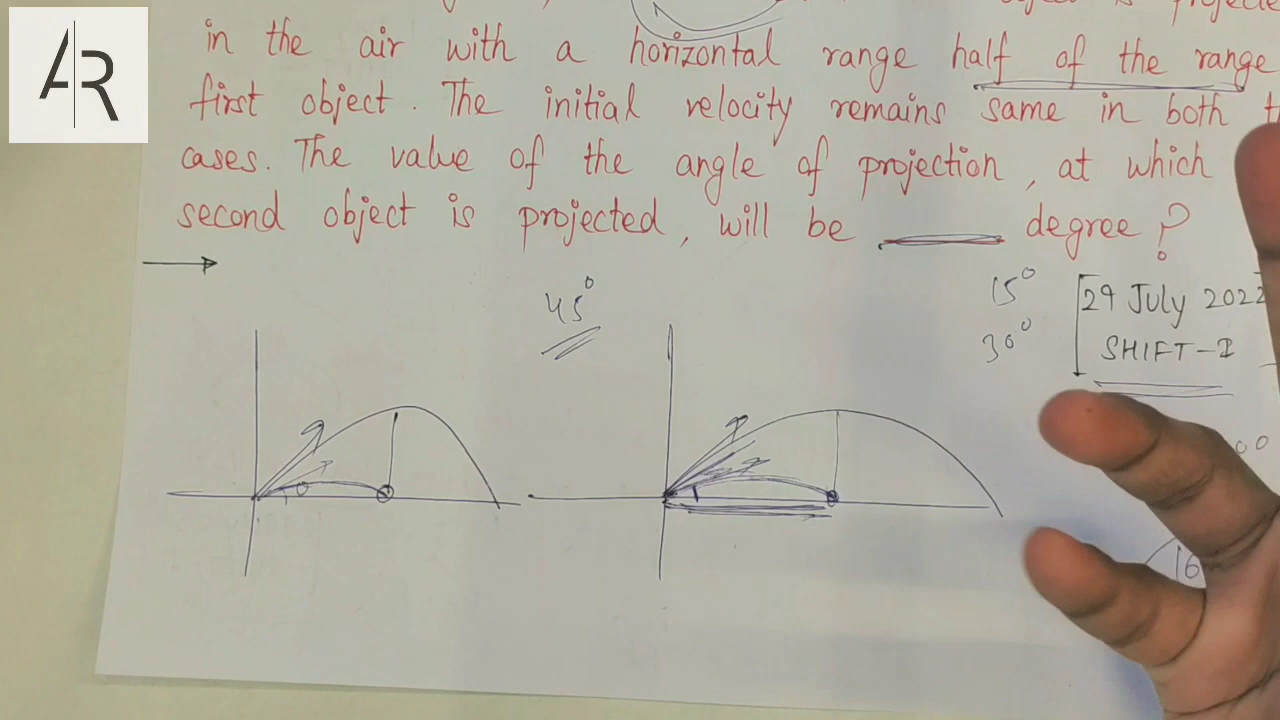 AR
in the air with a horizontal range half of the range
first object. The initial velocity remains same in both
cases. The value of the angle of projection, at which
second object is projected, will be ____ degree?
45°
15°
30°
[29 July 2022
SHIFT-I
16